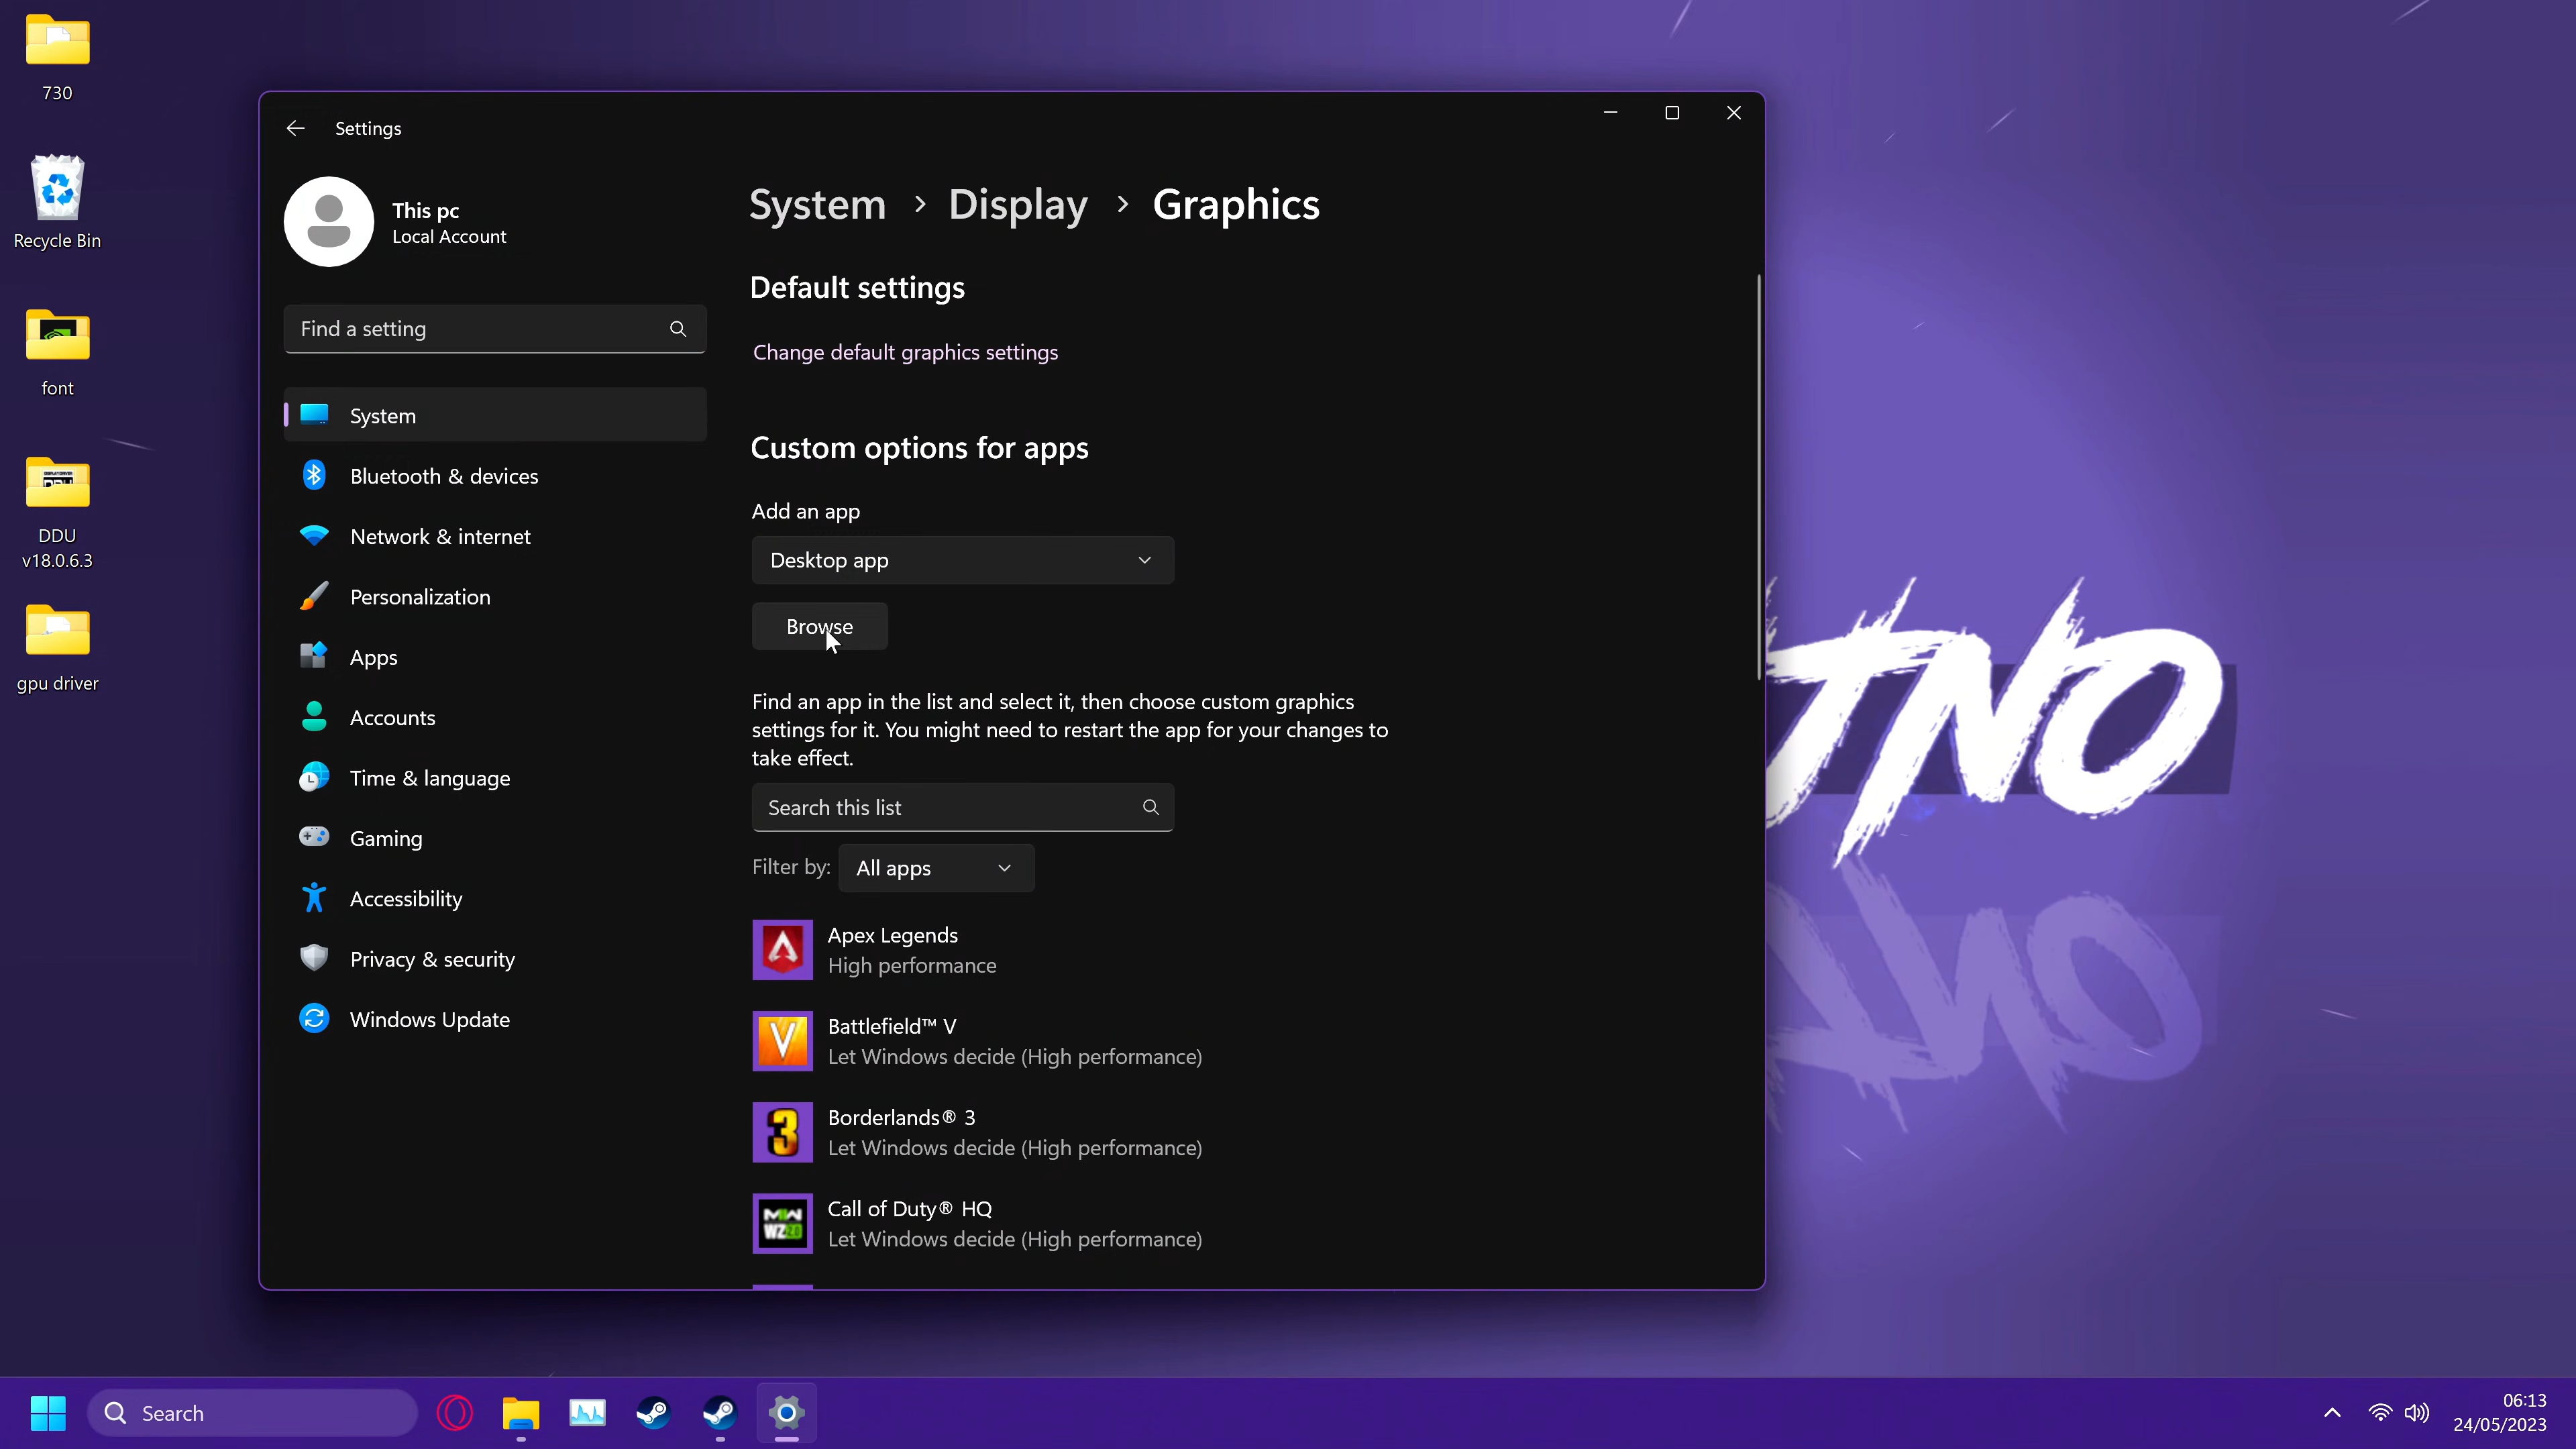 730
Recycle Bin
font
DDU
v18.0.6.3
gpu driver
Settings
This pc
Local Account
Find a setting
System
Bluetooth & devices
Network & internet
Personalization
Apps
Accounts
Time & language
Gaming
Accessibility
Privacy & security
Windows Update
System > Display > Graphics
Default settings
Change default graphics settings
Custom options for apps
Add an app
Desktop app
Browse
Find an app in the list and select it, then choose custom graphics
settings for it. You might need to restart the app for your changes to
take effect.
Search this list
Filter by: All apps
Apex Legends
High performance
Battlefield™ V
Let Windows decide (High performance)
Borderlands® 3
Let Windows decide (High performance)
Call of Duty® HQ
Let Windows decide (High performance)
Search
06:13
24/05/2023